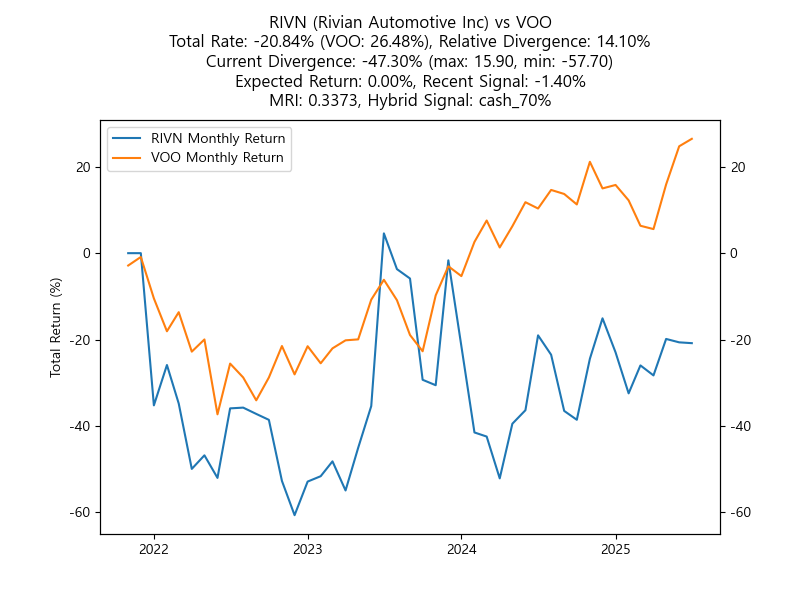 RIVN (Rivian Automotive Inc) vs VOO
Total Rate: -20.84% (VOO: 26.48%), Relative Divergence: 14.10%
Current Divergence: -47.30% (max: 15.90, min: -57.70)
Expected Return: 0.00%, Recent Signal: -1.40%
MRI: 0.3373, Hybrid Signal: cash_70%
RIVN Monthly Return
VOO Monthly Return
20 20
0 0
-20 -20
-40 -40
-60 -60
Total Return (%)
2022 2023 2024 2025